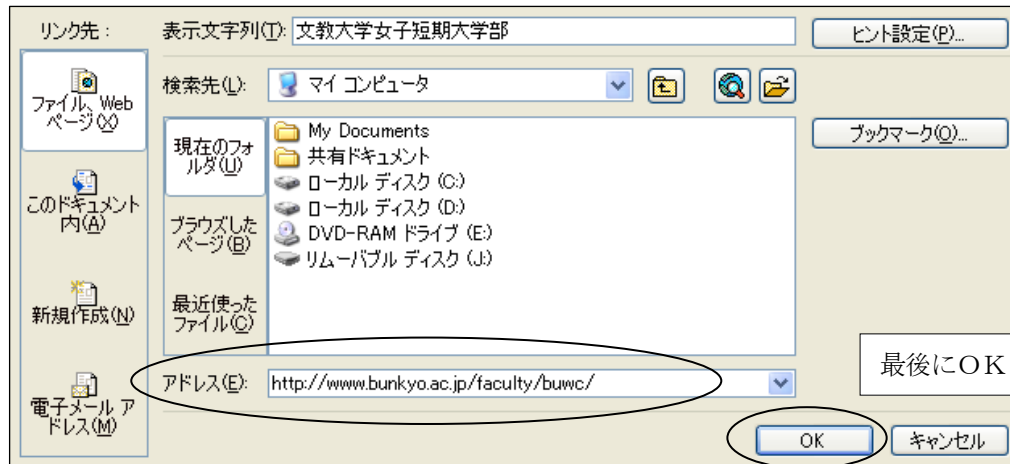 リンク先：
ファイル、Web
ページ(X)
このドキュメント
内(A)
新規作成(N)
電子メール ア
ドレス(M)
表示文字列(T): 文教大学女子短期大学部
ヒント設定(P)...
検索先(L): マイ コンピュータ
現在のフォ
ルダ(U)
ブラウズした
ページ(B)
最近使った
ファイル(C)
My Documents
共有ドキュメント
ローカル ディスク (C:)
ローカル ディスク (D:)
DVD-RAM ドライブ (E:)
リムーバブル ディスク (J:)
ブックマーク(O)...
アドレス(E): http://www.bunkyo.ac.jp/faculty/buwc/
最後にＯＫ
OK
キャンセル